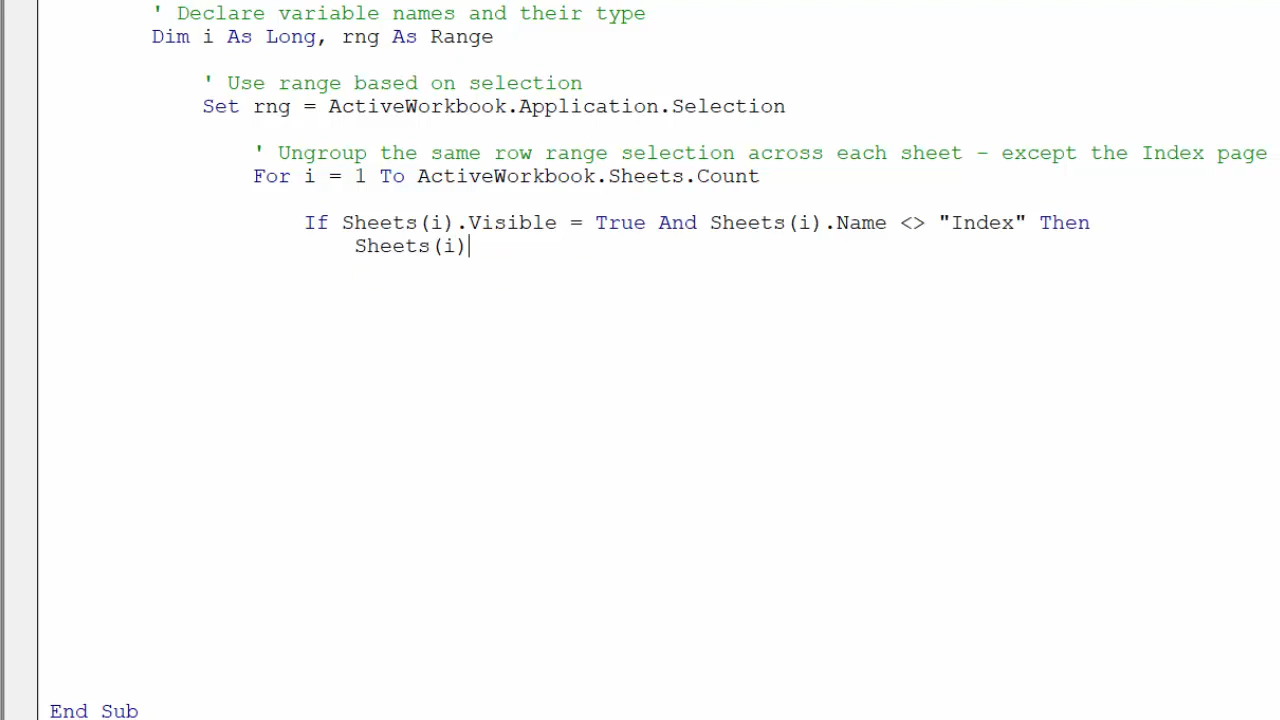 ' Declare variable names and their type
Dim i As Long, rng As Range
' Use range based on selection
Set rng = ActiveWorkbook.Application.Selection
' Ungroup the same row range selection across each sheet - except the Index page
For i = 1 To ActiveWorkbook.Sheets.Count
If Sheets(i).Visible = True And Sheets(i).Name <> "Index" Then
Sheets(i)
End Sub